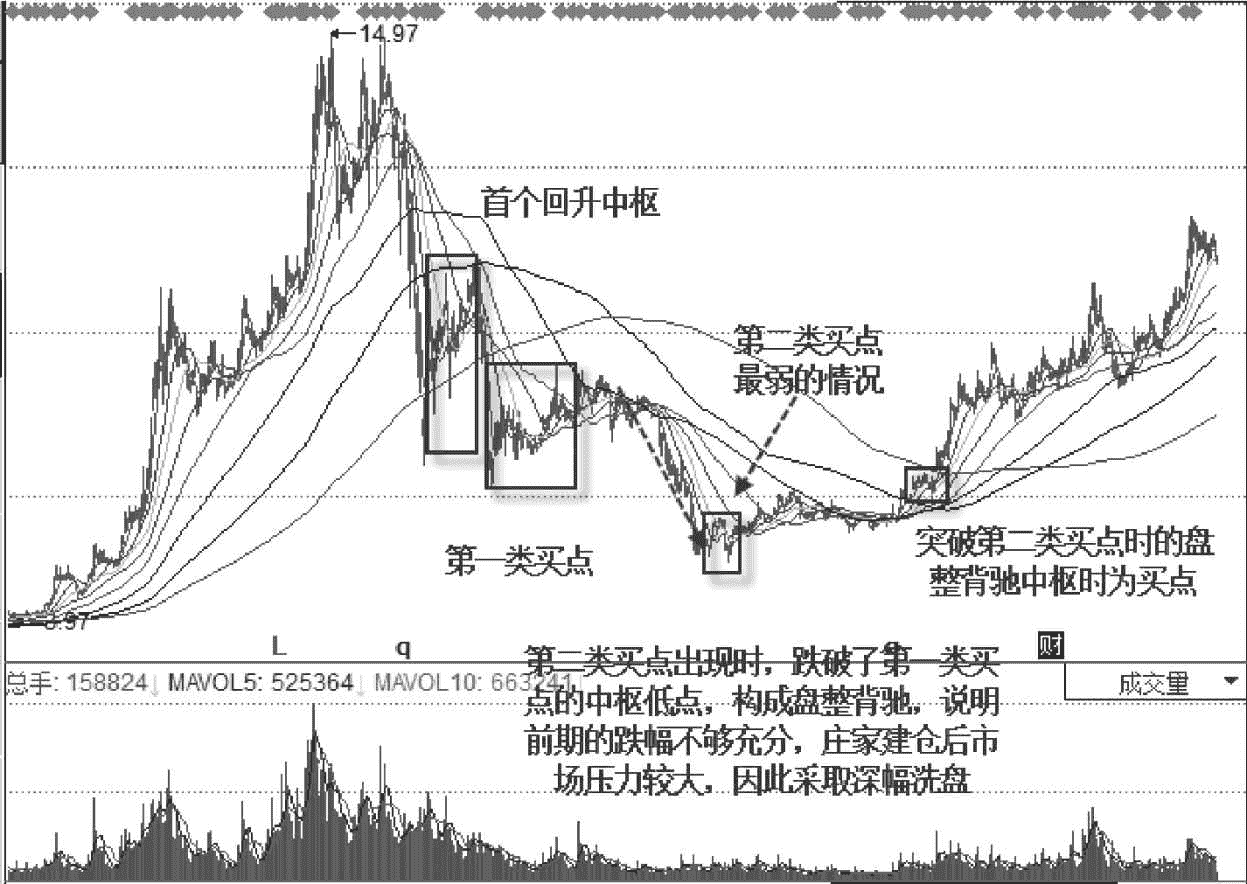 14.97
首个回升中枢
第二类买点
最弱的情况
第一类买点
突破第二类买点时的盘
整背驰中枢时为买点
3.97
L
q
q
财
第二类买点出现时，跌破了第一类买
点的中枢低点，构成盘整背驰，说明
前期的跌幅不够充分，庄家建仓后市
场压力较大，因此采取深幅洗盘
总手: 158824↓ MAVOL5: 525364↓ MAVOL10: 663241↓
成交量